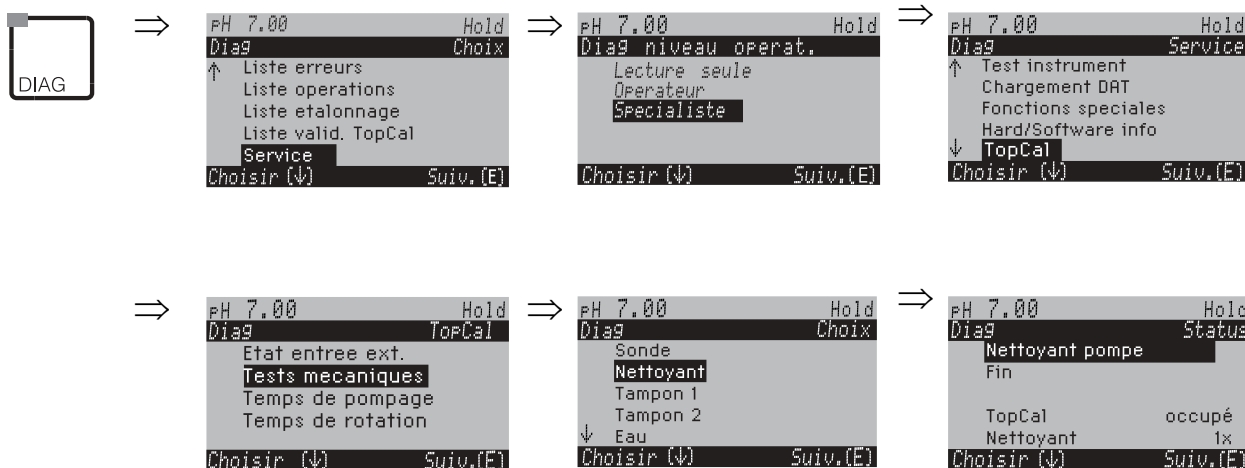 DIAG
⇒
pH 7.00 Hold
Diag Choix
↑ Liste erreurs
Liste operations
Liste etalonnage
Liste valid. TopCal
Service
Choisir (↓) Suiv.(E)
⇒
pH 7.00 Hold
Diag niveau operat.
Lecture seule
Operateur
Specialiste
Choisir (↓) Suiv.(E)
⇒
pH 7.00 Hold
Diag Service
↑ Test instrument
Chargement DAT
Fonctions speciales
Hard/Software info
↓ TopCal
Choisir (↓) Suiv.(E)
⇒
pH 7.00 Hold
Diag TopCal
Etat entree ext.
Tests mecaniques
Temps de pompage
Temps de rotation
Choisir (↓) Suiv.(E)
⇒
pH 7.00 Hold
Diag Choix
Sonde
Nettoyant
Tampon 1
Tampon 2
↓ Eau
Choisir (↓) Suiv.(E)
⇒
pH 7.00 Hold
Diag Status
Nettoyant pompe
Fin
TopCal occupé
Nettoyant 1x
Choisir (↓) Suiv.(E)